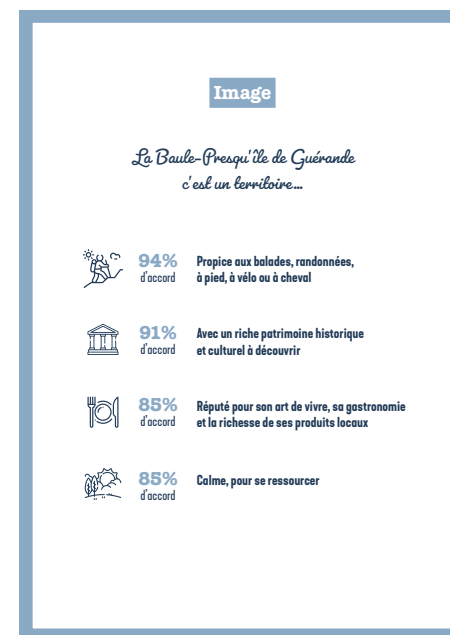 Image
La Baule-Presqu'île de Guérande
c'est un territoire...
94%
d'accord
Propice aux balades, randonnées,
à pied, à vélo ou à cheval
91%
d'accord
Avec un riche patrimoine historique
et culturel à découvrir
85%
d'accord
Réputé pour son art de vivre, sa gastronomie
et la richesse de ses produits locaux
85%
d'accord
Calme, pour se ressourcer